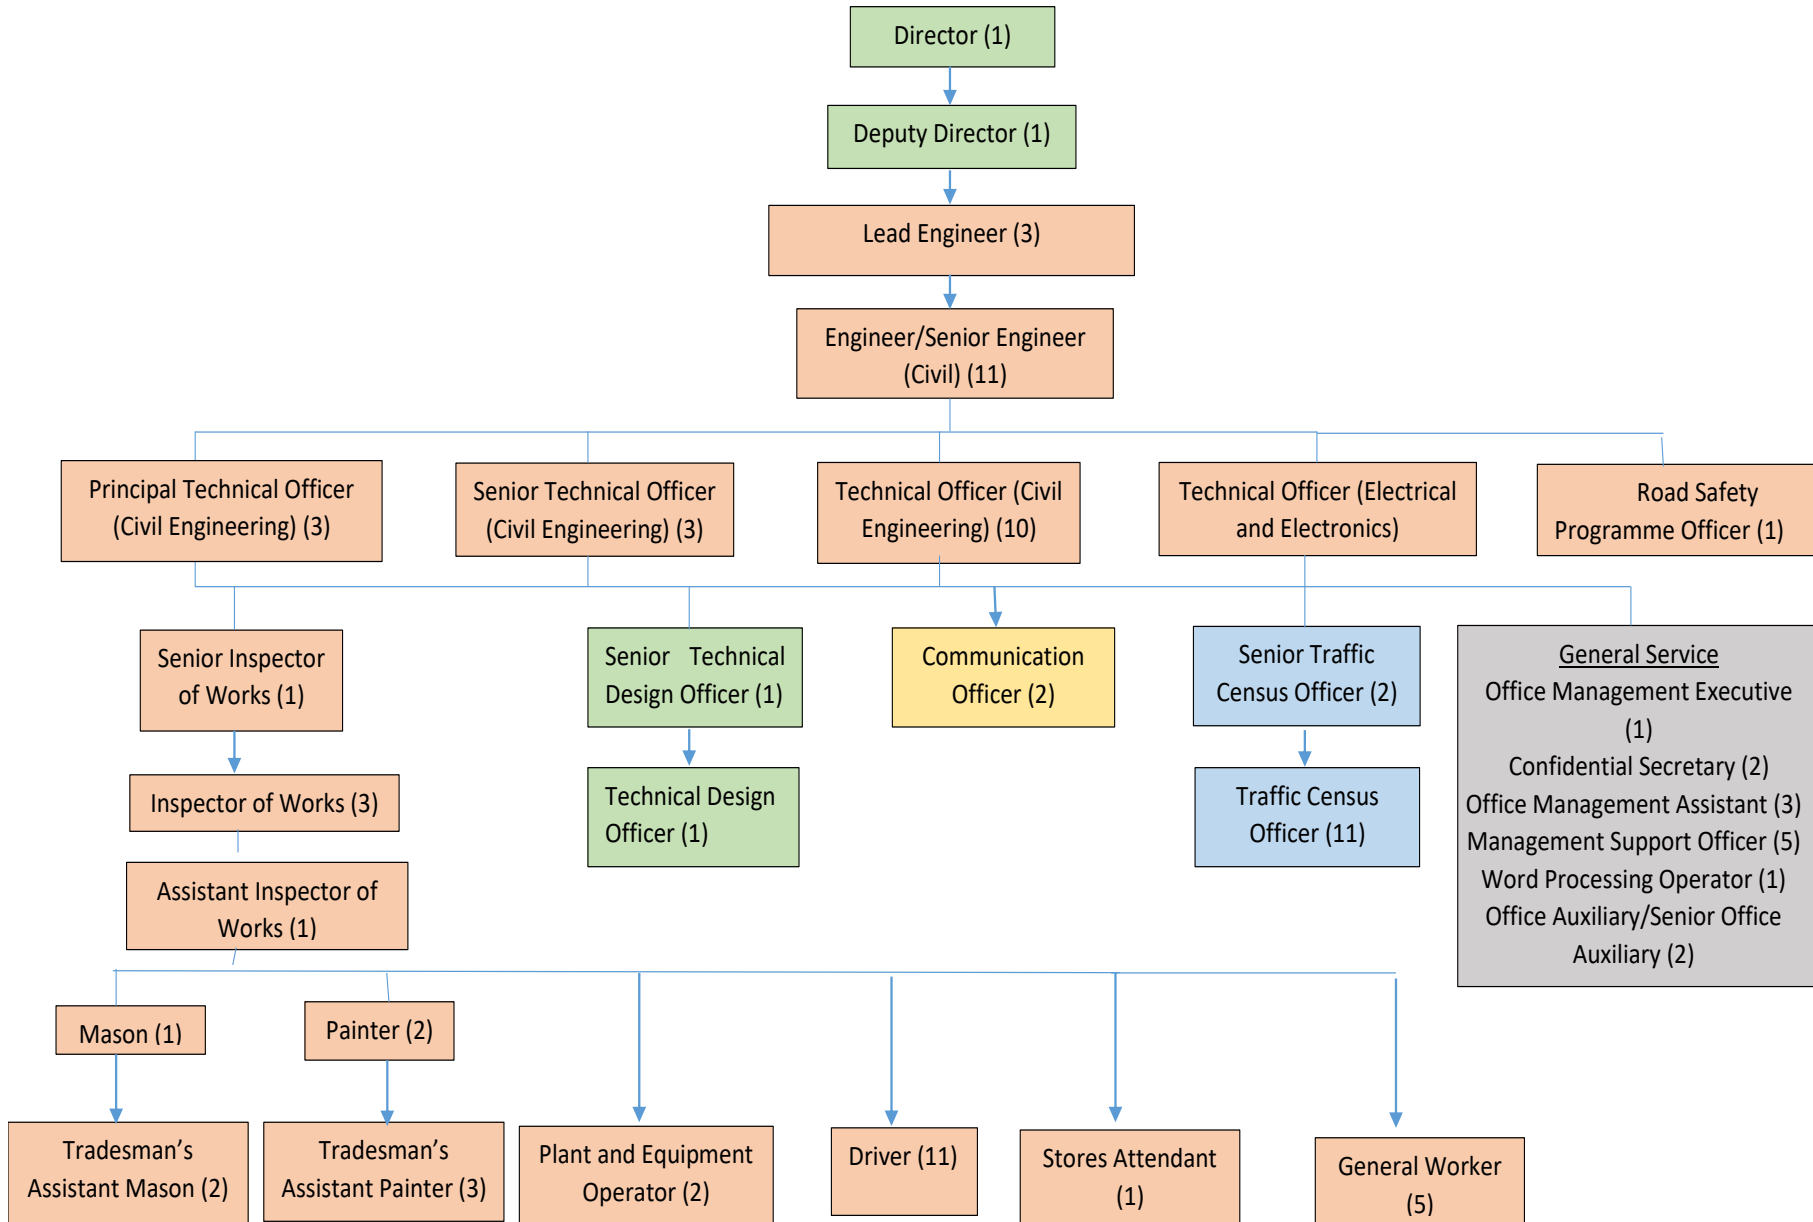 Director (1)
Deputy Director (1)
Lead Engineer (3)
Engineer/Senior Engineer
(Civil) (11)
Principal Technical Officer
(Civil Engineering) (3)
Senior Technical Officer
(Civil Engineering) (3)
Technical Officer (Civil
Engineering) (10)
Technical Officer (Electrical
and Electronics)
Road Safety
Programme Officer (1)
Senior Inspector
of Works (1)
Senior Technical
Design Officer (1)
Communication
Officer (2)
Senior Traffic
Census Officer (2)
General Service
Office Management Executive
(1)
Confidential Secretary (2)
Office Management Assistant (3)
Management Support Officer (5)
Word Processing Operator (1)
Office Auxiliary/Senior Office
Auxiliary (2)
Inspector of Works (3)
Technical Design
Officer (1)
Traffic Census
Officer (11)
Assistant Inspector of
Works (1)
Mason (1)
Painter (2)
Tradesman’s
Assistant Mason (2)
Tradesman’s
Assistant Painter (3)
Plant and Equipment
Operator (2)
Driver (11)
Stores Attendant
(1)
General Worker
(5)